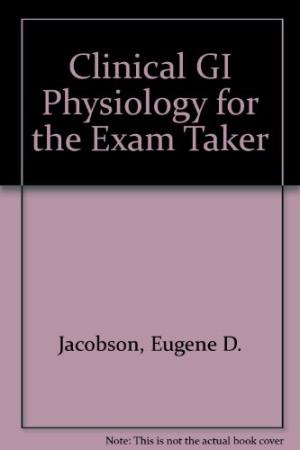 Clinical GI
Physiology for
the Exam Taker
Jacobson, Eugene D.
Note: This is not the actual book cover